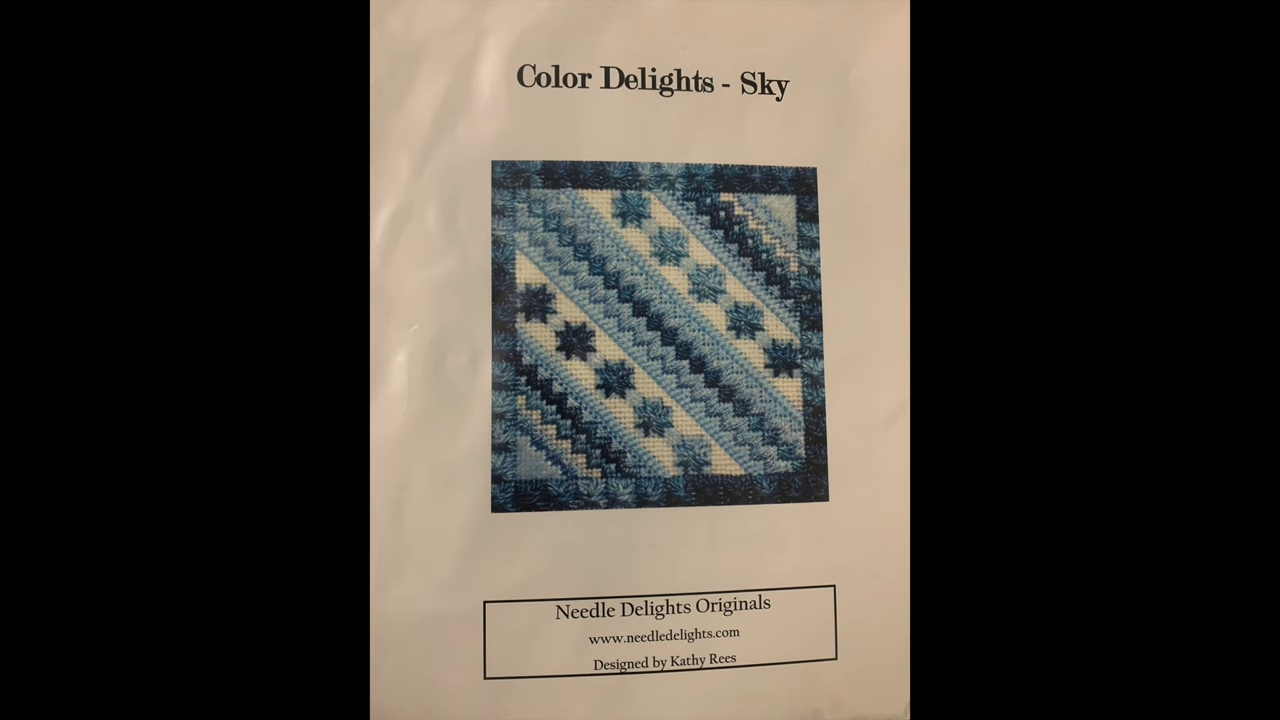 Color Delights - Sky
Needle Delights Originals
www.needledelights.com
Designed by Kathy Rees